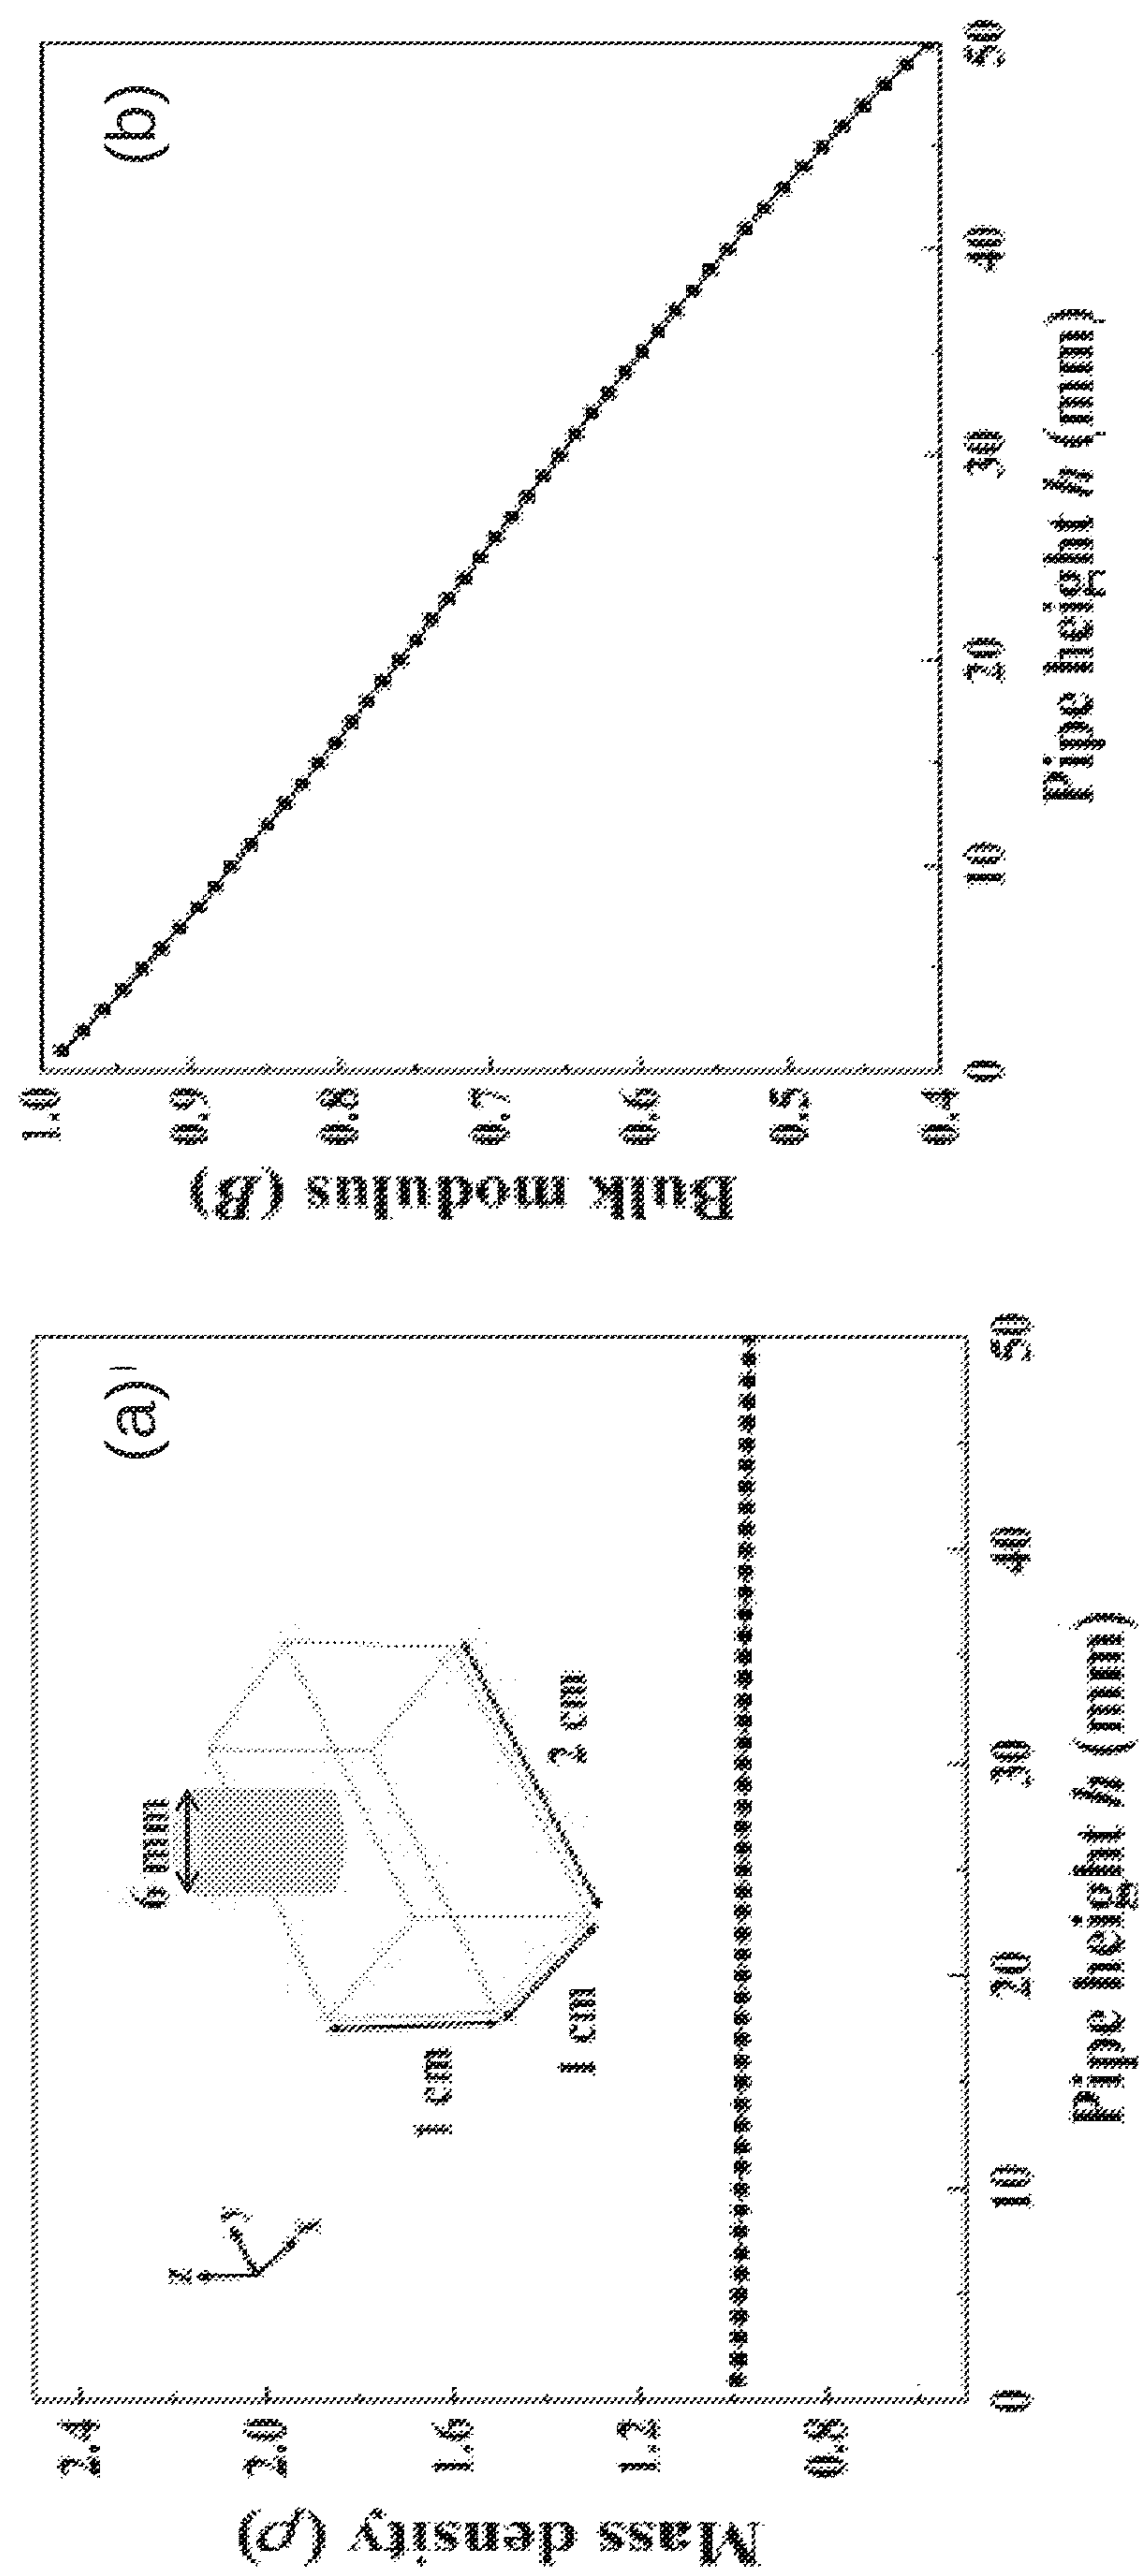 (a)
Mass density (ρ)
2.4
2.0
1.6
1.2
0.8
z
y
x
6 mm
1 cm
1 cm
2 cm
0
10
20
30
40
50
Pipe height h (mm)
(b)
Bulk modulus (B)
1.0
0.9
0.8
0.7
0.6
0.5
0.4
0
10
20
30
40
50
Pipe height h (mm)